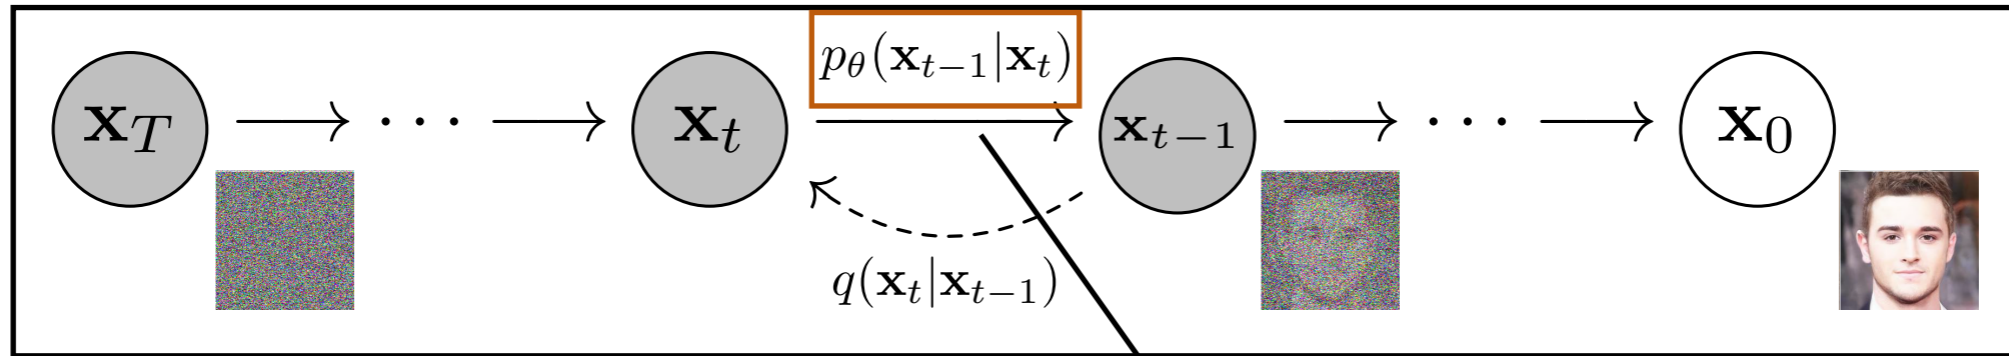 p_θ(x_{t−1}|x_t)
x_T ⋯ x_t x_{t−1} ⋯ x_0
q(x_t|x_{t−1})